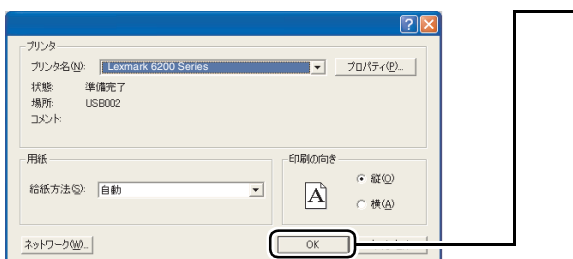 プリンタ
プリンタ名(N): Lexmark 6200 Series プロパティ(P)...
状態: 準備完了
場所: USB002
コメント:
用紙
給紙方法(S): 自動
印刷の向き
A
縦(O)
横(A)
ネットワーク(W)...
OK